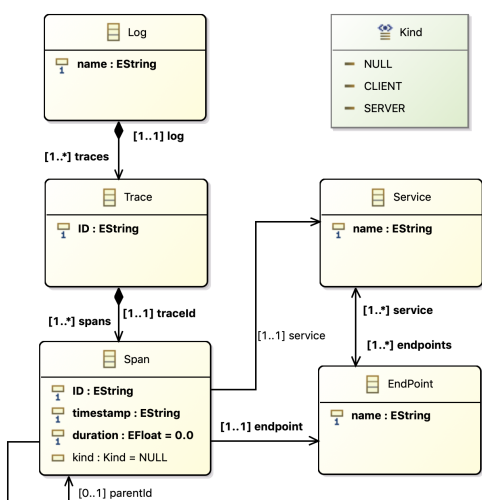 Log
name : EString
Kind
NULL
CLIENT
SERVER
[1..1] log
[1..*] traces
Trace
ID : EString
Service
name : EString
[1..1] traceId
[1..*] spans
[1..*] service
[1..1] service
[1..*] endpoints
Span
ID : EString
timestamp : EString
duration : EFloat = 0.0
kind : Kind = NULL
EndPoint
name : EString
[1..1] endpoint
[0..1] parentId